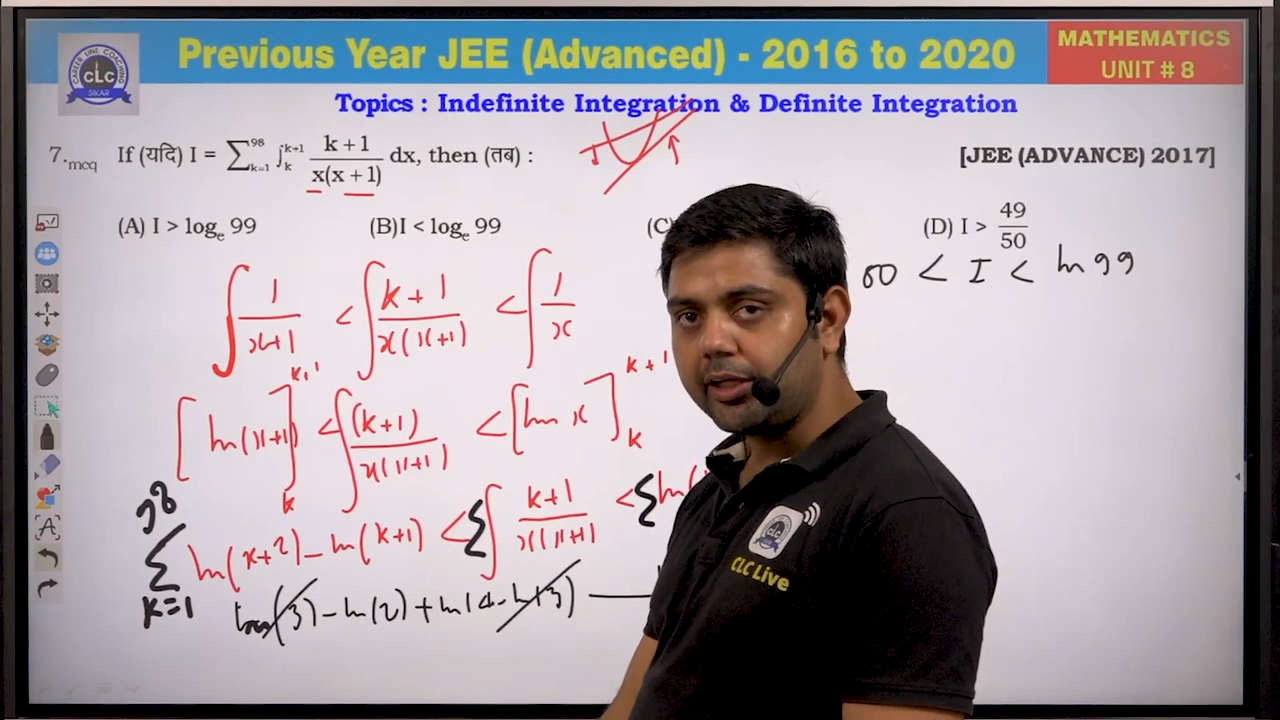 Previous Year JEE (Advanced) - 2016 to 2020
MATHEMATICS
UNIT # 8
CAREER LINE COACHING
CLC
SIKAR
Topics : Indefinite Integration & Definite Integration
7.mcq If (यदि) I = ∑_{k=1}^{98} ∫_k^{k+1} (k+1)/(x(x+1)) dx, then (तब) : [JEE (ADVANCE) 2017]
(A) I > log_e 99 (B) I < log_e 99 (C) (D) I > 49/50
50 < I < ln 99
∫ 1/(x+1) < ∫ (k+1)/(x(x+1)) < ∫ 1/x
[ln(x+1)]_k^{k+1} < ∫ (k+1)/(x(x+1)) < [ln x]_k^{k+1}
∑_{k=1}^{98} ln(k+2) - ln(k+1) < ∑ ∫ (k+1)/(x(x+1)) < ∑ ln(
ln(3) - ln(2) + ln(4 - ln(3)
CLC
CLC Live